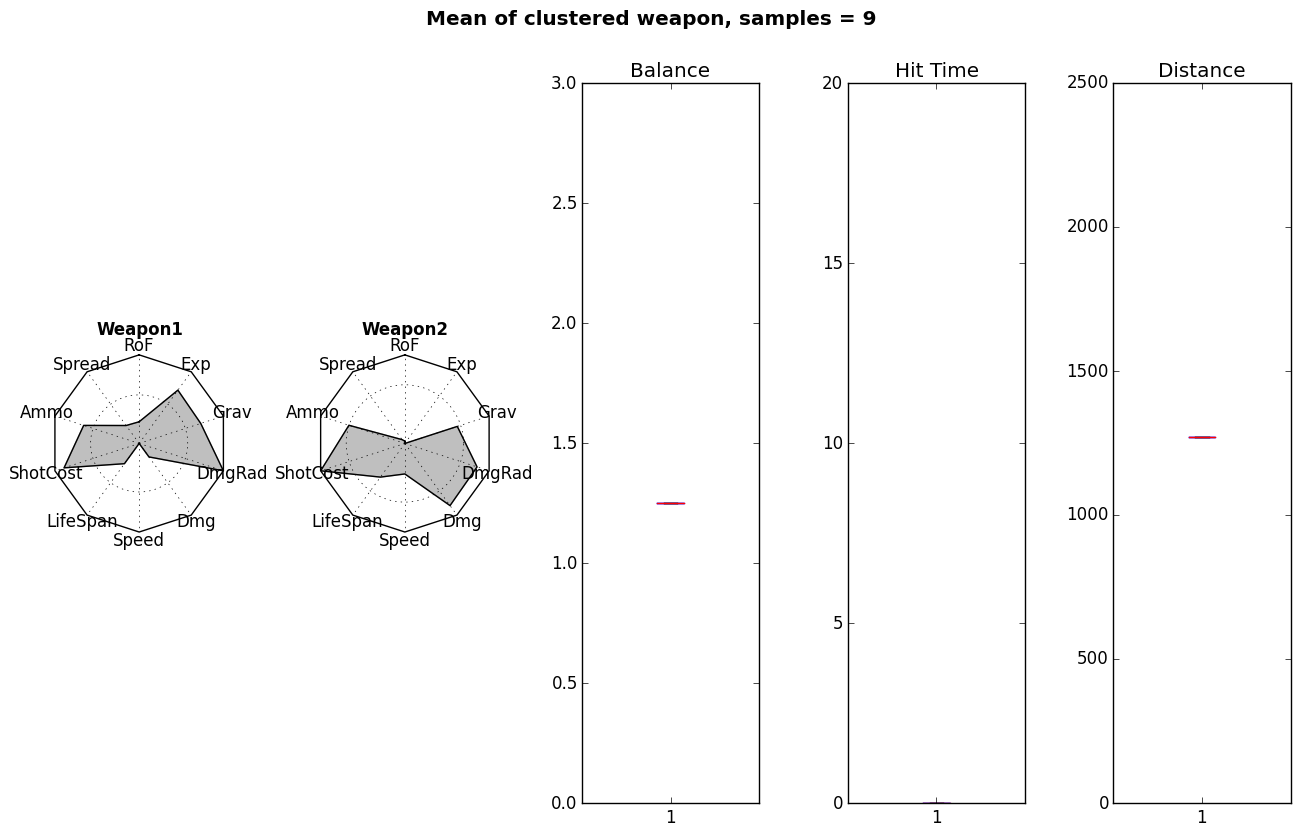 Mean of clustered weapon, samples = 9
Weapon1
RoF
Spread
Exp
Ammo
Grav
ShotCost
DmgRad
LifeSpan
Dmg
Speed
Weapon2
RoF
Spread
Exp
Ammo
Grav
ShotCost
DmgRad
LifeSpan
Dmg
Speed
Balance
3.0
2.5
2.0
1.5
1.0
0.5
0.0
1
Hit Time
20
15
10
5
0
1
Distance
2500
2000
1500
1000
500
0
1